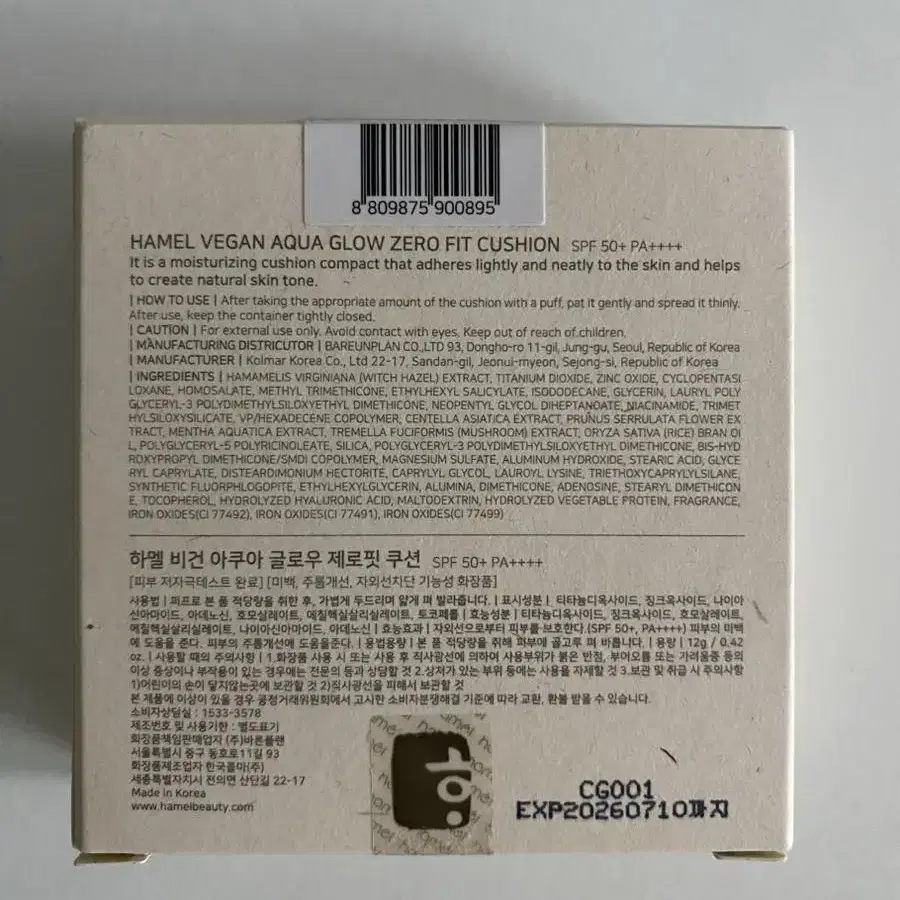 8 809875 900895
HAMEL VEGAN AQUA GLOW ZERO FIT CUSHION SPF 50+ PA++++
It is a moisturizing cushion compact that adheres lightly and neatly to the skin and helps
to create natural skin tone.
| HOW TO USE | After taking the appropriate amount of the cushion with a puff, pat it gently and spread it thinly.
After use, keep the container tightly closed.
| CAUTION | For external use only. Avoid contact with eyes. Keep out of reach of children.
| MANUFACTURING DISTRICUTOR | BAREUNPLAN CO.,LTD 93, Dongho-ro 11-gil, Jung-gu, Seoul, Republic of Korea
| MANUFACTURER | Kolmar Korea Co., Ltd 22-17, Sandan-gil, Jeonui-myeon, Sejong-si, Republic of Korea
| INGREDIENTS | HAMAMELIS VIRGINIANA (WITCH HAZEL) EXTRACT, TITANIUM DIOXIDE, ZINC OXIDE, CYCLOPENTASI
LOXANE, HOMOSALATE, METHYL TRIMETHICONE, ETHYLHEXYL SALICYLATE, ISODODECANE, GLYCERIN, LAURYL POLY
GLYCERYL-3 POLYDIMETHYLSILOXYETHYL DIMETHICONE, NEOPENTYL GLYCOL DIHEPTANOATE, NIACINAMIDE, TRIMET
HYLSILOXYSILICATE, VP/HEXADECENE COPOLYMER, CENTELLA ASIATICA EXTRACT, PRUNUS SERRULATA FLOWER EX
TRACT, MENTHA AQUATICA EXTRACT, TREMELLA FUCIFORMIS (MUSHROOM) EXTRACT, ORYZA SATIVA (RICE) BRAN OI
L, POLYGLYCERYL-5 POLYRICINOLEATE, SILICA, POLYGLYCERYL-3 POLYDIMETHYLSILOXYETHYL DIMETHICONE, BIS-HYD
ROXYPROPYL DIMETHICONE/SMDI COPOLYMER, MAGNESIUM SULFATE, ALUMINUM HYDROXIDE, STEARIC ACID, GLYCE
RYL CAPRYLATE, DISTEARDIMONIUM HECTORITE, CAPRYLYL GLYCOL, LAUROYL LYSINE, TRIETHOXYCAPRYLYLSILANE,
SYNTHETIC FLUORPHLOGOPITE, ETHYLHEXYLGLYCERIN, ALUMINA, DIMETHICONE, ADENOSINE, STEARYL DIMETHICON
E, TOCOPHEROL, HYDROLYZED HYALURONIC ACID, MALTODEXTRIN, HYDROLYZED VEGETABLE PROTEIN, FRAGRANCE,
IRON OXIDES(CI 77492), IRON OXIDES(CI 77491), IRON OXIDES(CI 77499)
하멜 비건 아쿠아 글로우 제로핏 쿠션 SPF 50+ PA++++
[피부 저자극테스트 완료] [미백, 주름개선, 자외선차단 기능성 화장품]
사용법 | 퍼프로 본 품 적당량을 취한 후, 가볍게 두드리며 얇게 펴 발라줍니다. | 표시성분 | 티타늄디옥사이드, 징크옥사이드, 나이아
신아마이드, 아데노신, 호모살레이트, 에칠헥실살리실레이트, 토코페롤 | 효능성분 | 티타늄디옥사이드, 징크옥사이드, 호모살레이트,
에칠헥실살리실레이트, 나이아신아마이드, 아데노신 | 효능효과 | 자외선으로부터 피부를 보호한다.(SPF 50+, PA++++) 피부의 미백
에 도움을 준다. 피부의 주름개선에 도움을준다. | 용법용량 | 본 품 적당량을 취해 피부에 골고루 펴 바릅니다. | 용량 | 12g / 0.42
oz. | 사용할 때의 주의사항 | 1.화장품 사용 시 또는 사용 후 직사광선에 의하여 사용부위가 붉은 반점, 부어오름 또는 가려움증 등의
이상 증상이나 부작용이 있는 경우에는 전문의 등과 상담할 것 2.상처가 있는 부위 등에는 사용을 자제할 것 3.보관 및 취급 시 주의사항
1)어린이의 손이 닿지않는곳에 보관할 것 2)직사광선을 피해서 보관할 것
본 제품에 이상이 있을 경우 공정거래위원회에서 고시한 소비자분쟁해결 기준에 따라 교환, 환불 받을 수 있습니다.
소비자상담실 : 1533-3578
제조번호 및 사용기한 : 별도표기
화장품책임판매업자 (주)바른플랜
서울특별시 중구 동호로11길 93
화장품제조업자 한국콜마(주)
세종특별자치시 전의면 산단길 22-17
Made in Korea
www.hamelbeauty.com
hamel
CG001
EXP20260710까지